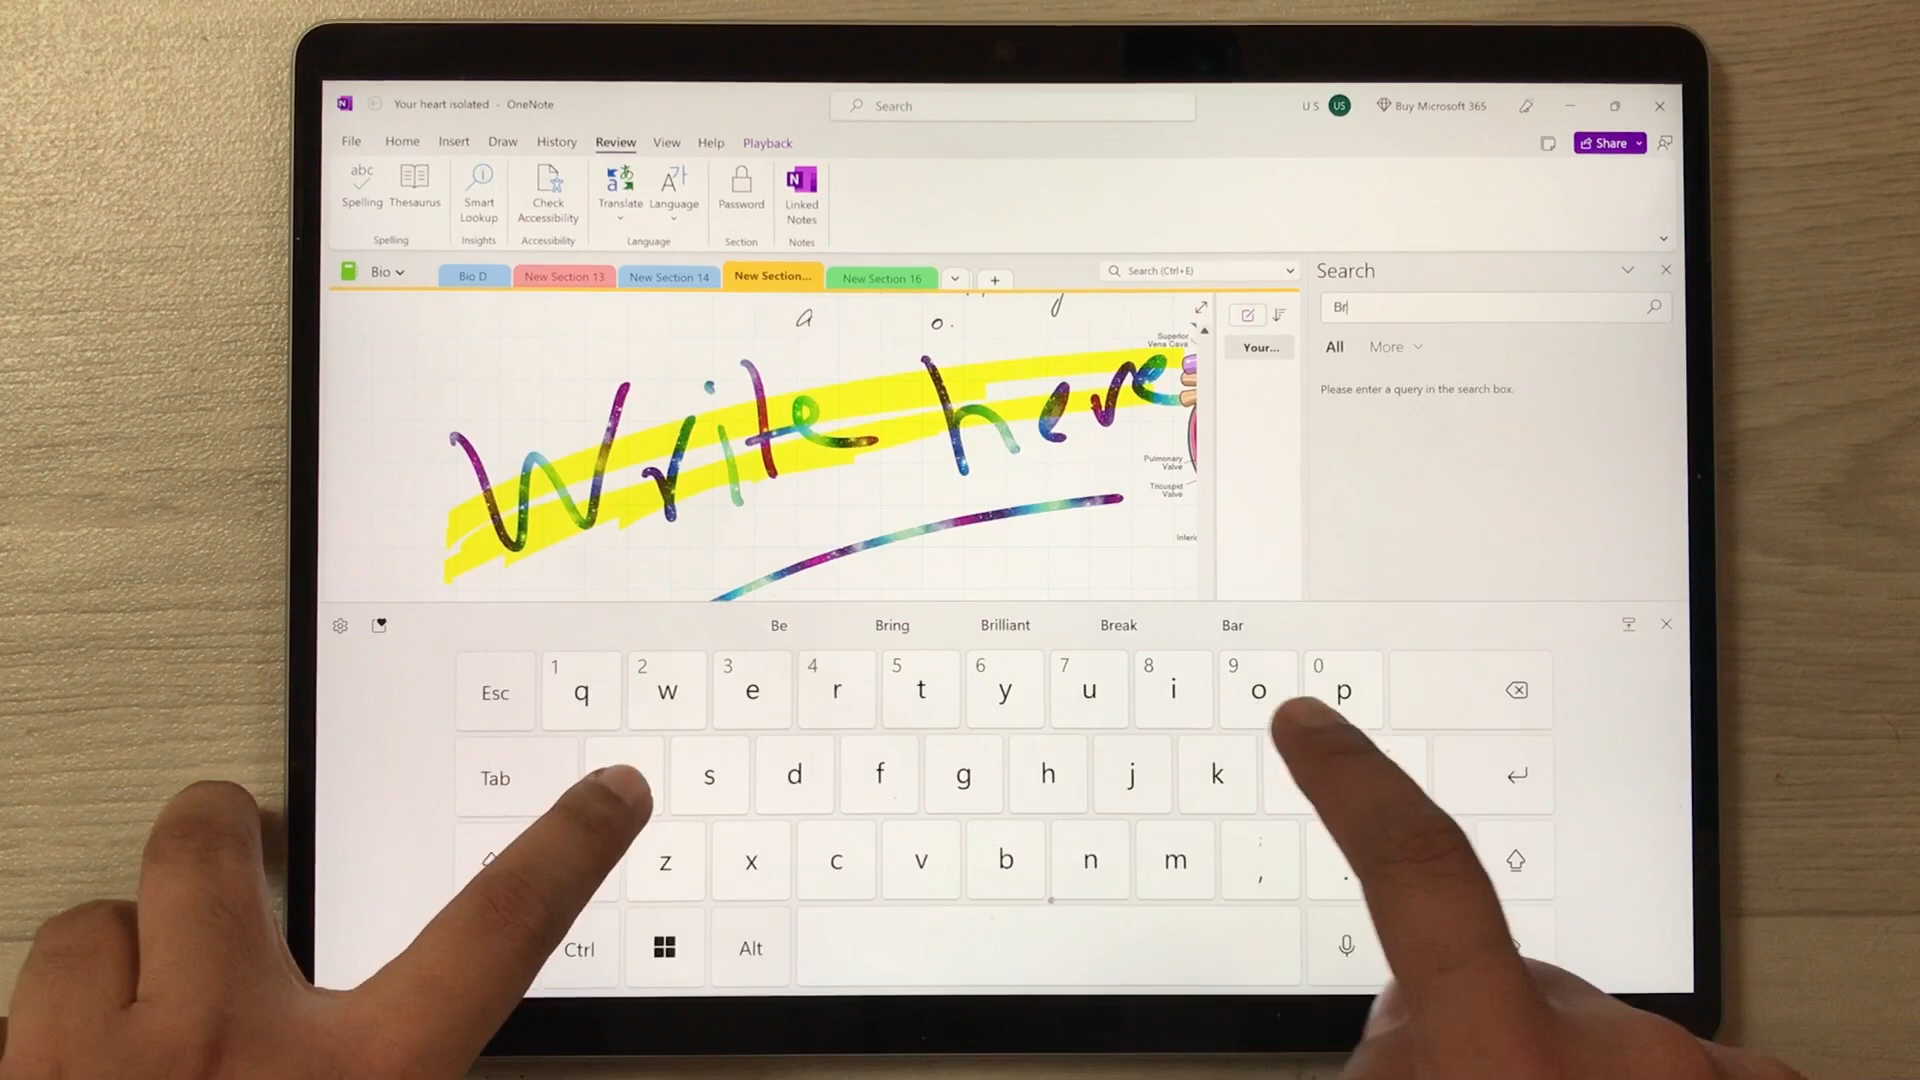 Your heart isolated - OneNote
Search
U S
US
Buy Microsoft 365
File Home Insert Draw History Review View Help Playback
Share
abc
Spelling
Thesaurus
Smart
Lookup
Check
Accessibility
Translate
Language
Password
Linked
Notes
Spelling Insights Accessibility Language Section Notes
Bio
Bio D
New Section 13
New Section 14
New Section...
New Section 16
Search (Ctrl+E)
Search
Br
All More
Please enter a query in the search box.
Your...
a o.
Superior
Vena Cava
Write here
Pulmonary
Valve
Tricuspid
Valve
Be Bring Brilliant Break Bar
Esc 1 q 2 w 3 e 4 r 5 t 6 y 7 u 8 i 9 o 0 p
Tab s d f g h j k
z x c v b n m ; , .
Ctrl Alt